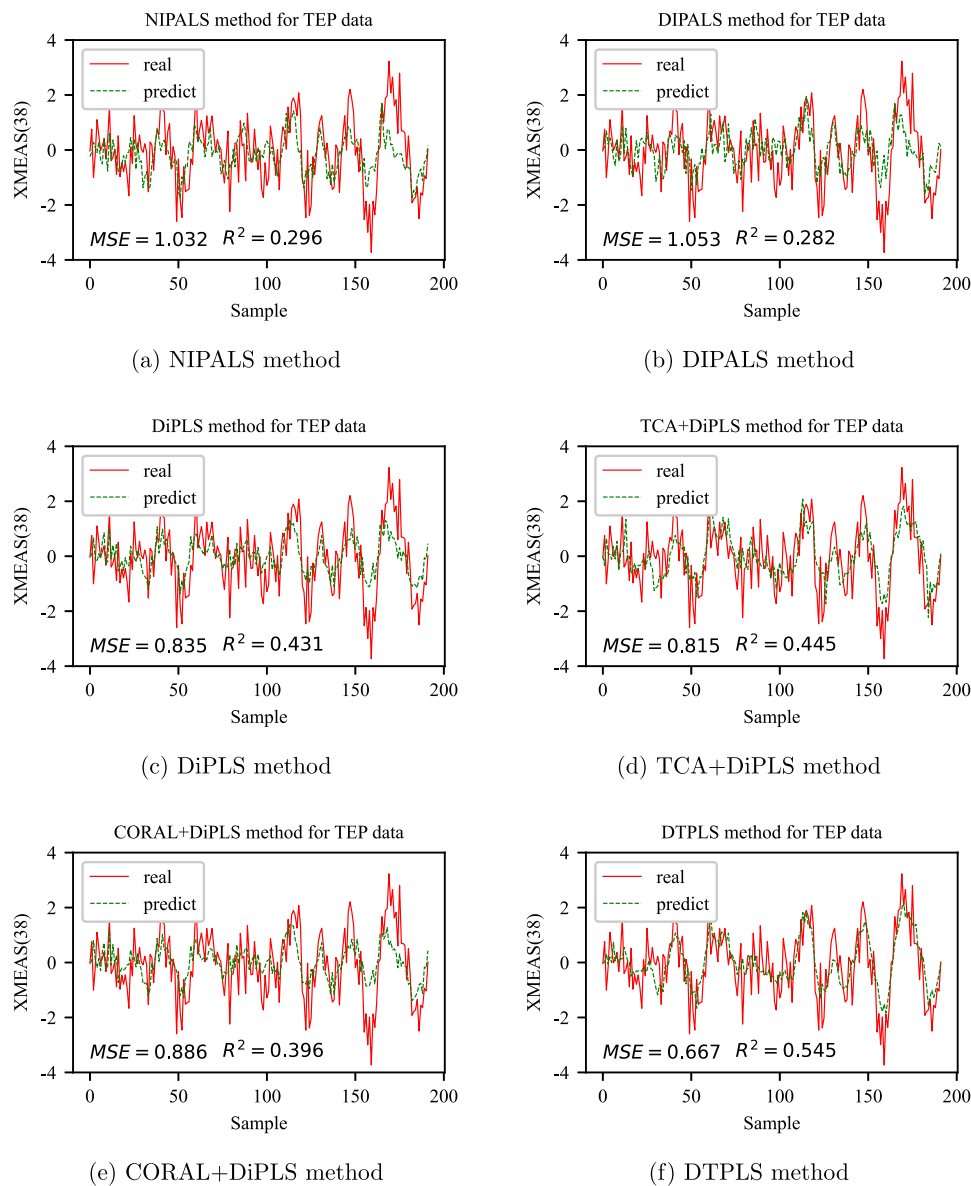 NIPALS method for TEP data
4
2
0
-2
-4
XMEAS(38)
real
predict
MSE = 1.032 R² = 0.296
0 50 100 150 200
Sample
(a) NIPALS method
DIPALS method for TEP data
4
2
0
-2
-4
XMEAS(38)
real
predict
MSE = 1.053 R² = 0.282
0 50 100 150 200
Sample
(b) DIPALS method
DiPLS method for TEP data
4
2
0
-2
-4
XMEAS(38)
real
predict
MSE = 0.835 R² = 0.431
0 50 100 150 200
Sample
(c) DiPLS method
TCA+DiPLS method for TEP data
4
2
0
-2
-4
XMEAS(38)
real
predict
MSE = 0.815 R² = 0.445
0 50 100 150 200
Sample
(d) TCA+DiPLS method
CORAL+DiPLS method for TEP data
4
2
0
-2
-4
XMEAS(38)
real
predict
MSE = 0.886 R² = 0.396
0 50 100 150 200
Sample
(e) CORAL+DiPLS method
DTPLS method for TEP data
4
2
0
-2
-4
XMEAS(38)
real
predict
MSE = 0.667 R² = 0.545
0 50 100 150 200
Sample
(f) DTPLS method